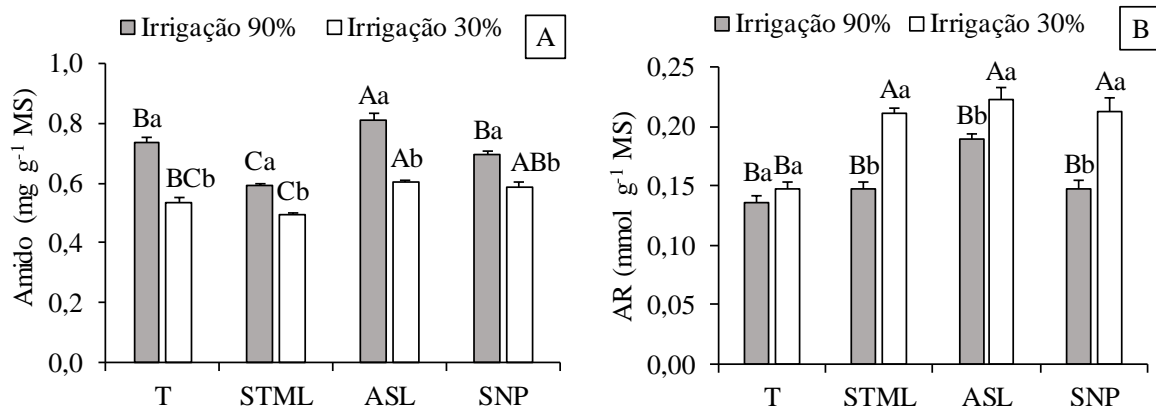 Irrigação 90% Irrigação 30% A
Amido (mg g-1 MS)
1,0
0,8
0,6
0,4
0,2
0,0
Ba BCb Ca Cb Aa Ab Ba ABb
T STML ASL SNP
Irrigação 90% Irrigação 30% B
AR (mmol g-1 MS)
0,25
0,20
0,15
0,10
0,05
0,00
Ba Ba Bb Aa Bb Aa Bb Aa
T STML ASL SNP